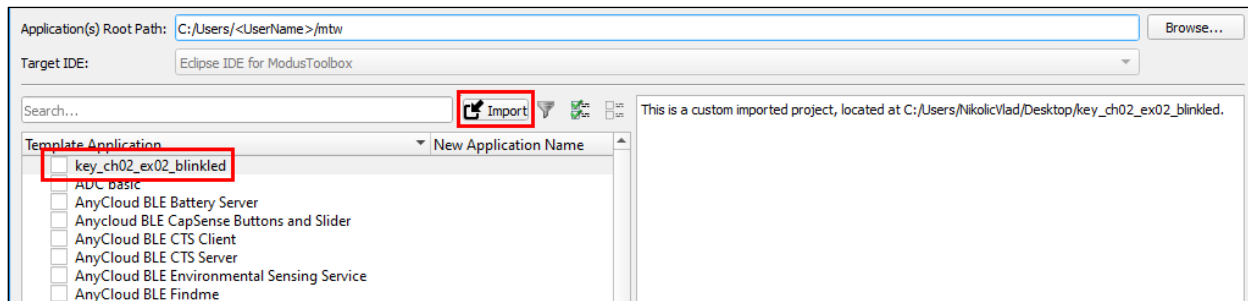 Application(s) Root Path: C:/Users/<UserName>/mtw Browse...
Target IDE: Eclipse IDE for ModusToolbox
Search... Import This is a custom imported project, located at C:/Users/NikolicVlad/Desktop/key_ch02_ex02_blinkled.
Template Application New Application Name
key_ch02_ex02_blinkled
ADC basic
AnyCloud BLE Battery Server
Anycloud BLE CapSense Buttons and Slider
AnyCloud BLE CTS Client
AnyCloud BLE CTS Server
AnyCloud BLE Environmental Sensing Service
AnyCloud BLE Findme